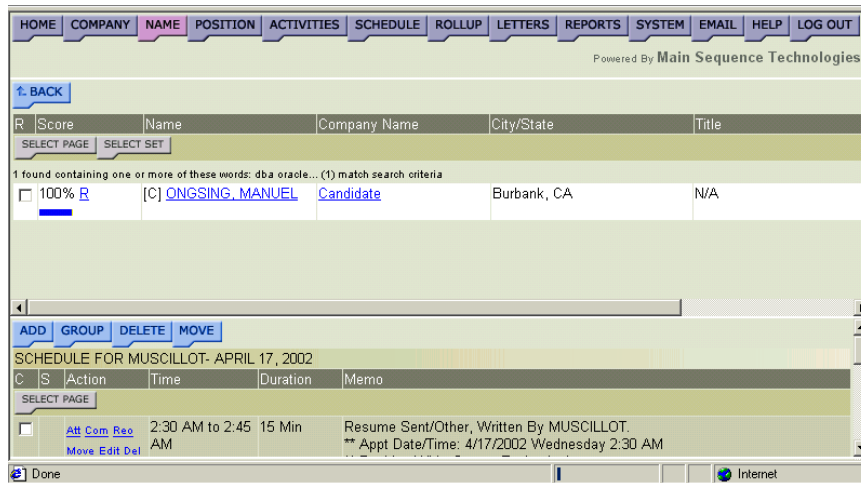 HOME COMPANY NAME POSITION ACTIVITIES SCHEDULE ROLLUP LETTERS REPORTS SYSTEM EMAIL HELP LOG OUT
Powered By Main Sequence Technologies
BACK
R Score Name Company Name City/State Title
SELECT PAGE SELECT SET
1 found containing one or more of these words: dba oracle... (1) match search criteria
100% R [C] ONGSING, MANUEL Candidate Burbank, CA N/A
ADD GROUP DELETE MOVE
SCHEDULE FOR MUSCILLOT- APRIL 17, 2002
C S Action Time Duration Memo
SELECT PAGE
Att Com Reo 2:30 AM to 2:45 15 Min Resume Sent/Other, Written By MUSCILLOT.
Move Edit Del AM ** Appt Date/Time: 4/17/2002 Wednesday 2:30 AM
Done Internet